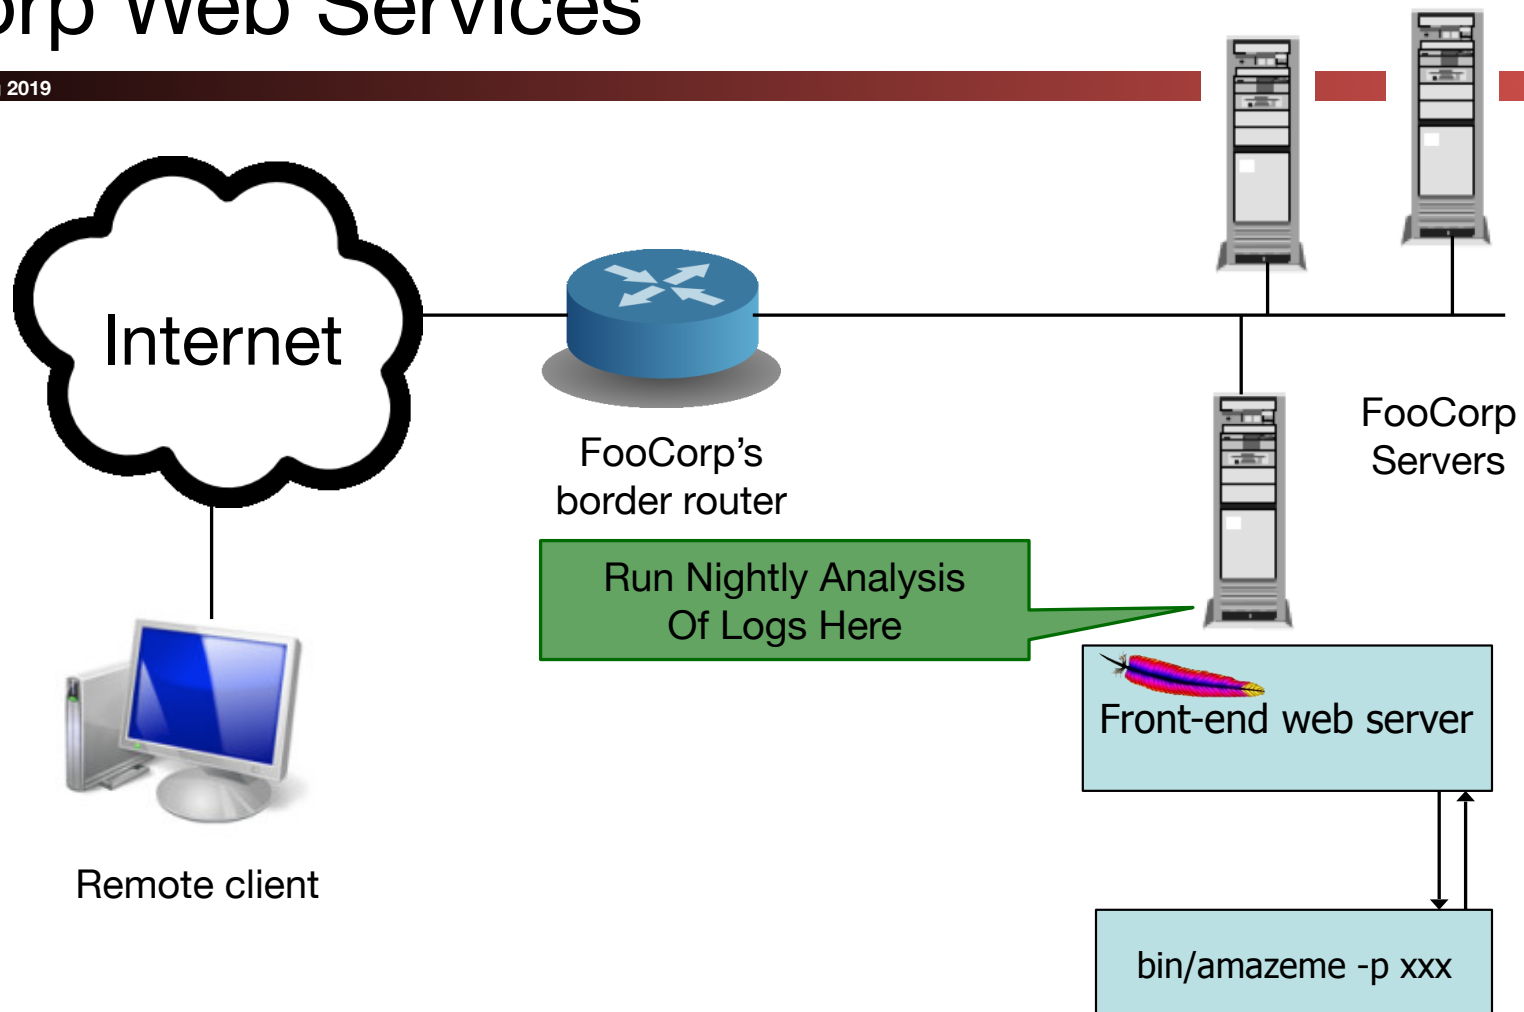 orp Web Services
2019
Internet
FooCorp's
border router
FooCorp
Servers
Run Nightly Analysis
Of Logs Here
Front-end web server
Remote client
bin/amazeme -p xxx